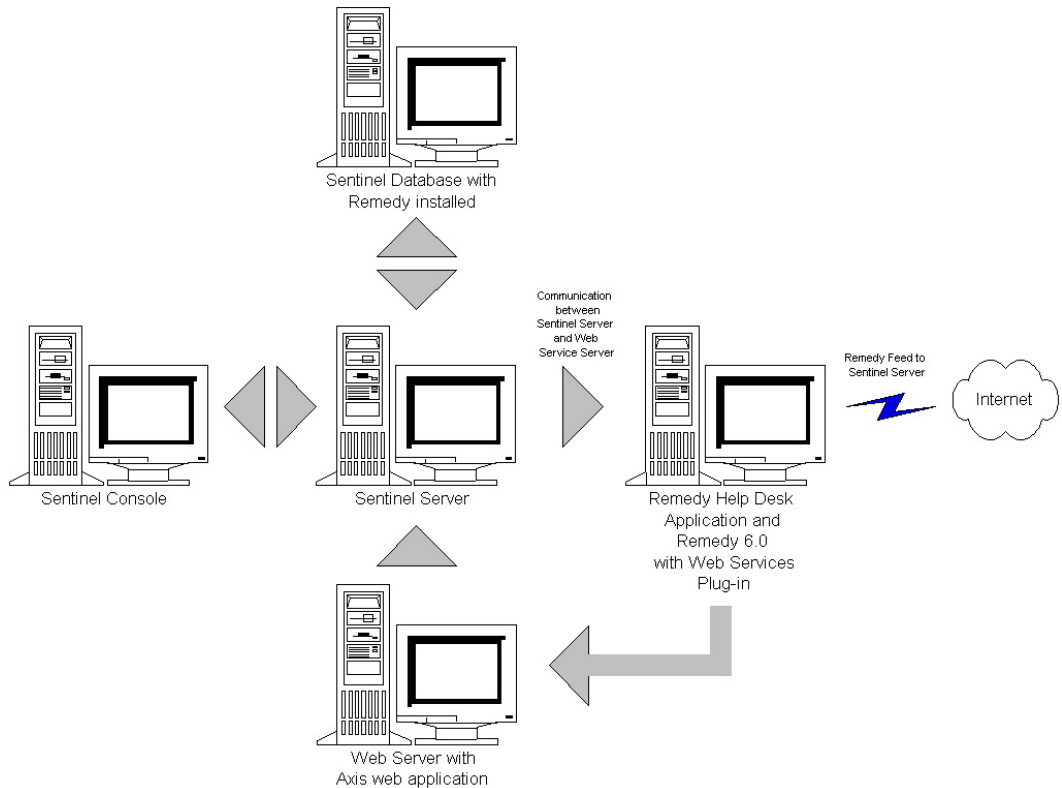 Sentinel Database with
Remedy installed
Communication
between
Sentinel Server
and Web
Service Server
Remedy Feed to
Sentinel Server
Internet
Sentinel Console
Sentinel Server
Remedy Help Desk
Application and
Remedy 6.0
with Web Services
Plug-in
Web Server with
Axis web application